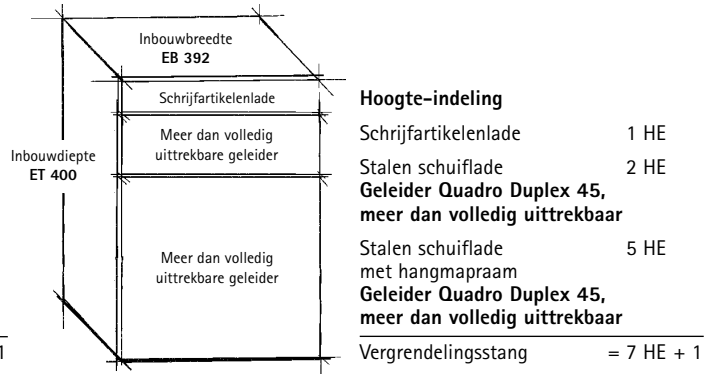 Inbouwbreedte
EB 392
Schrijfartikelenlade
Meer dan volledig
uittrekbare geleider
Inbouwdiepte
ET 400
Meer dan volledig
uittrekbare geleider
1
Hoogte-indeling
Schrijfartikelenlade 1 HE
Stalen schuiflade 2 HE
Geleider Quadro Duplex 45,
meer dan volledig uittrekbaar
Stalen schuiflade 5 HE
met hangmapraam
Geleider Quadro Duplex 45,
meer dan volledig uittrekbaar
Vergrendelingsstang = 7 HE + 1